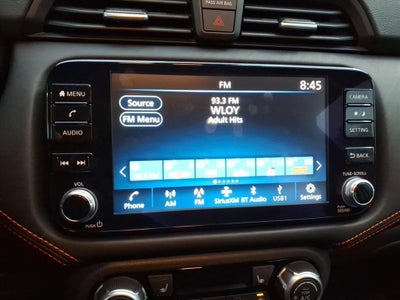 PASS AIR BAG
FM
8:45
MENU
CAMERA
Source
93.3 FM
WLOY
FM Menu
Adult Hits
AUDIO
SETTING
BACK
VOL
TUNE·SCROLL
Phone
AM
FM
SiriusXM
BT Audio
USB1
Settings
PUSH
PUSH
SOUND